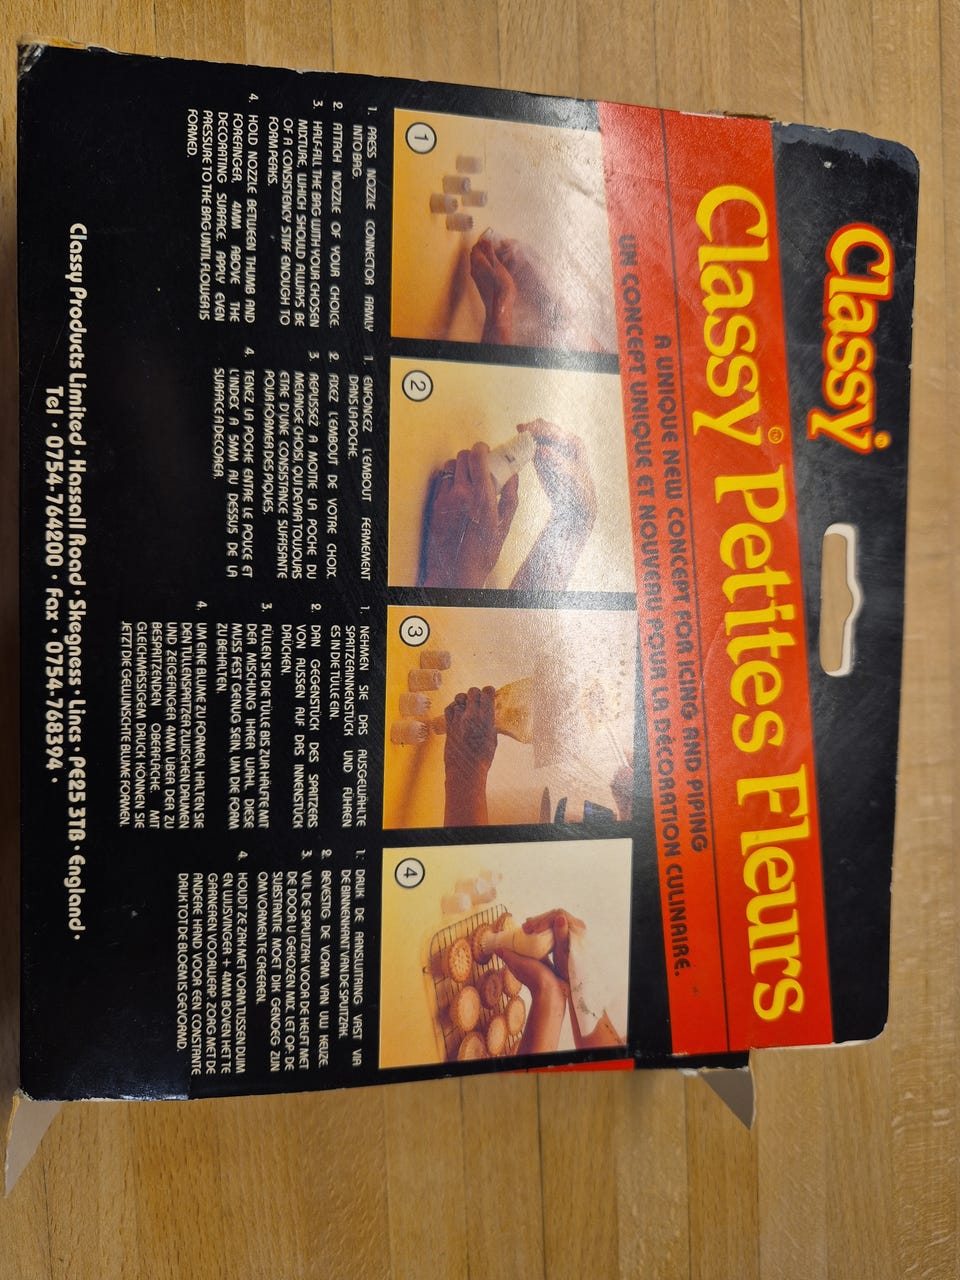 Classy®
Classy® Petites Fleurs
A UNIQUE NEW CONCEPT FOR ICING AND PIPING
UN CONCEPT UNIQUE ET NOUVEAU POUR LA DÉCORATION CULINAIRE.
1
2
3
4
1. PRESS NOZZLE CONNECTOR FIRMLY
INTO BAG.
2. ATTACH NOZZLE OF YOUR CHOICE.
3. HALF-FILL THE BAG WITH YOUR CHOSEN
MIXTURE, WHICH SHOULD ALWAYS BE
OF A CONSISTENCY STIFF ENOUGH TO
FORM PEAKS.
4. HOLD NOZZLE BETWEEN THUMB AND
FOREFINGER, 4MM ABOVE THE
DECORATING SURFACE. APPLY EVEN
PRESSURE TO THE BAG UNTIL FLOWER IS
FORMED.
1. ENFONCEZ L'EMBOUT FERMEMENT
DANS LA POCHE.
2. FIXEZ L'EMBOUT DE VOTRE CHOIX.
3. REPUSSEZ A MOITIE LA POCHE DU
MELANGE CHOISI, QUI DEVRA TOUJOURS
ETRE D'UNE CONSISTANCE SUFFISANTE
POUR FORMER DES PIQUES.
4. TENEZ LA POCHE ENTRE LE POUCE ET
L'INDEX A 5MM AU DESSUS DE LA
SURFACE A DECORER.
1. NEHMEN SIE DAS AUSGEWÄHLTE
SPRITZERINNENSTÜCK UND FÜHREN
ES IN DIE TÜLLE EIN.
2. DAN GEGENSTÜCK DES SPRITZERS
VON AUSSEN AUF DAS INNENSTÜCK
DRÜCKEN.
3. FÜLLEN SIE DIE TÜLLE BIS ZUR HÄLFTE MIT
DER MISCHUNG IHRER WAHL. DIESE
MUSS FEST GENUG SEIN, UM DIE FORM
ZU BEHALTEN.
4. UM EINE BLUME ZU FORMEN, HALTEN SIE
DEN TÜLLENSPRITZER ZWISCHEN DAUMEN
UND ZEIGEFINGER 4MM ÜBER DER ZU
BESPRITZENDEN OBERFLÄCHE. MIT
GLEICHMÄSSIGEM DRUCK KÖNNEN SIE
JETZT DIE GEWUNSCHTE BLUME FORMEN.
1. DRUK DE AANSLUITRING VAST VIA
DE BINNENKANT VAN DE SPUITZAK.
2. BEVESTIG DE VORM VAN UW KEUZE.
3. VUL DE SPUITZAK VOOR DE HELFT MET
DE DOOR U GEKOZEN MIX. LET OP, DE
SUBSTANTIE MOET DIK GENOEG ZIJN
OM VORMEN TE CREEREN.
4. HOUDT ZE ZAK MET VORM TUSSEN DUIM
EN WIJSVINGER + 4MM BOVEN HET TE
GARNEREN VOORWERP. ZORG MET DE
ANDERE HAND VOOR EEN CONSTANTE
DRUK TOT DE BLOEM IS GEVORMD.
Classy Products Limited • Hassall Road • Skegness • Lincs • PE25 3TB • England •
Tel • 0754-764200 • Fax • 0754-768394 •